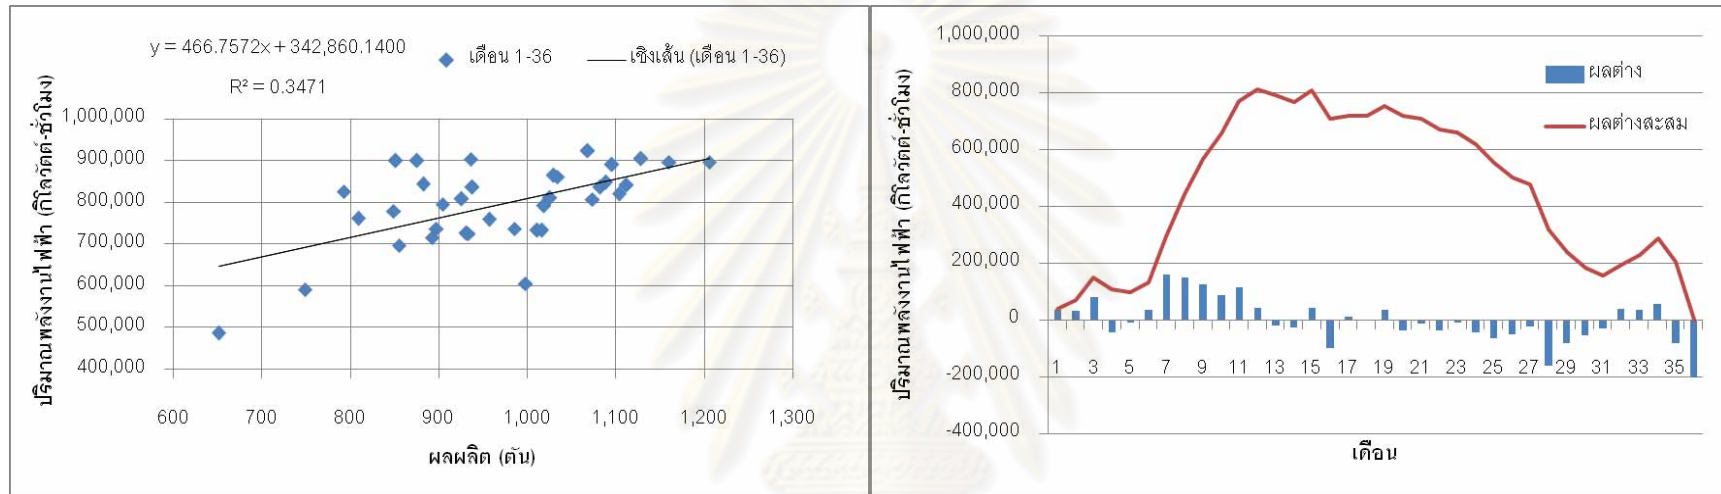 y = 466.7572x + 342,860.1400
R² = 0.3471
เดือน 1-36
เชิงเส้น (เดือน 1-36)
ปริมาณพลังงานไฟฟ้า (กิโลวัตต์-ชั่วโมง)
1,000,000
900,000
800,000
700,000
600,000
500,000
400,000
600 700 800 900 1,000 1,100 1,200 1,300
ผลผลิต (ตัน)
ปริมาณพลังงานไฟฟ้า (กิโลวัตต์-ชั่วโมง)
1,000,000
800,000
600,000
400,000
200,000
0
-200,000
-400,000
ผลต่าง
ผลต่างสะสม
1 3 5 7 9 11 13 15 17 19 21 23 25 27 29 31 33 35
เดือน